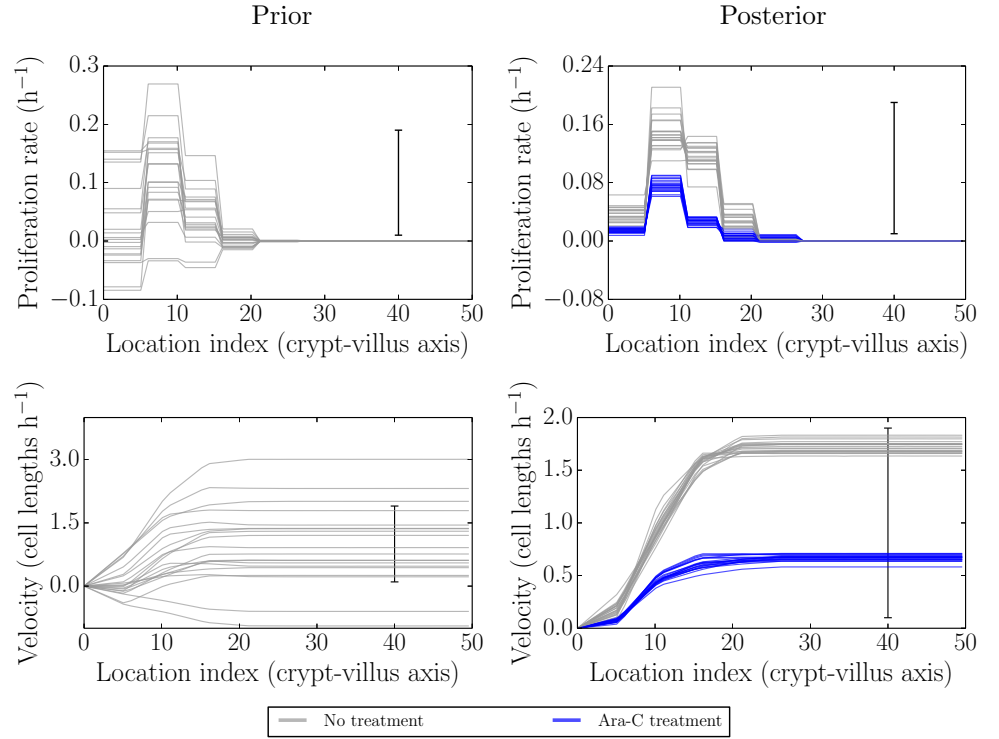 Prior
Posterior
Proliferation rate (h⁻¹)
0.3
0.2
0.1
0.0
−0.1
0 10 20 30 40 50
Location index (crypt-villus axis)
Proliferation rate (h⁻¹)
0.24
0.16
0.08
0.00
−0.08
0 10 20 30 40 50
Location index (crypt-villus axis)
Velocity (cell lengths h⁻¹)
3.0
1.5
0.0
0 10 20 30 40 50
Location index (crypt-villus axis)
Velocity (cell lengths h⁻¹)
2.0
1.5
1.0
0.5
0.0
0 10 20 30 40 50
Location index (crypt-villus axis)
No treatment
Ara-C treatment